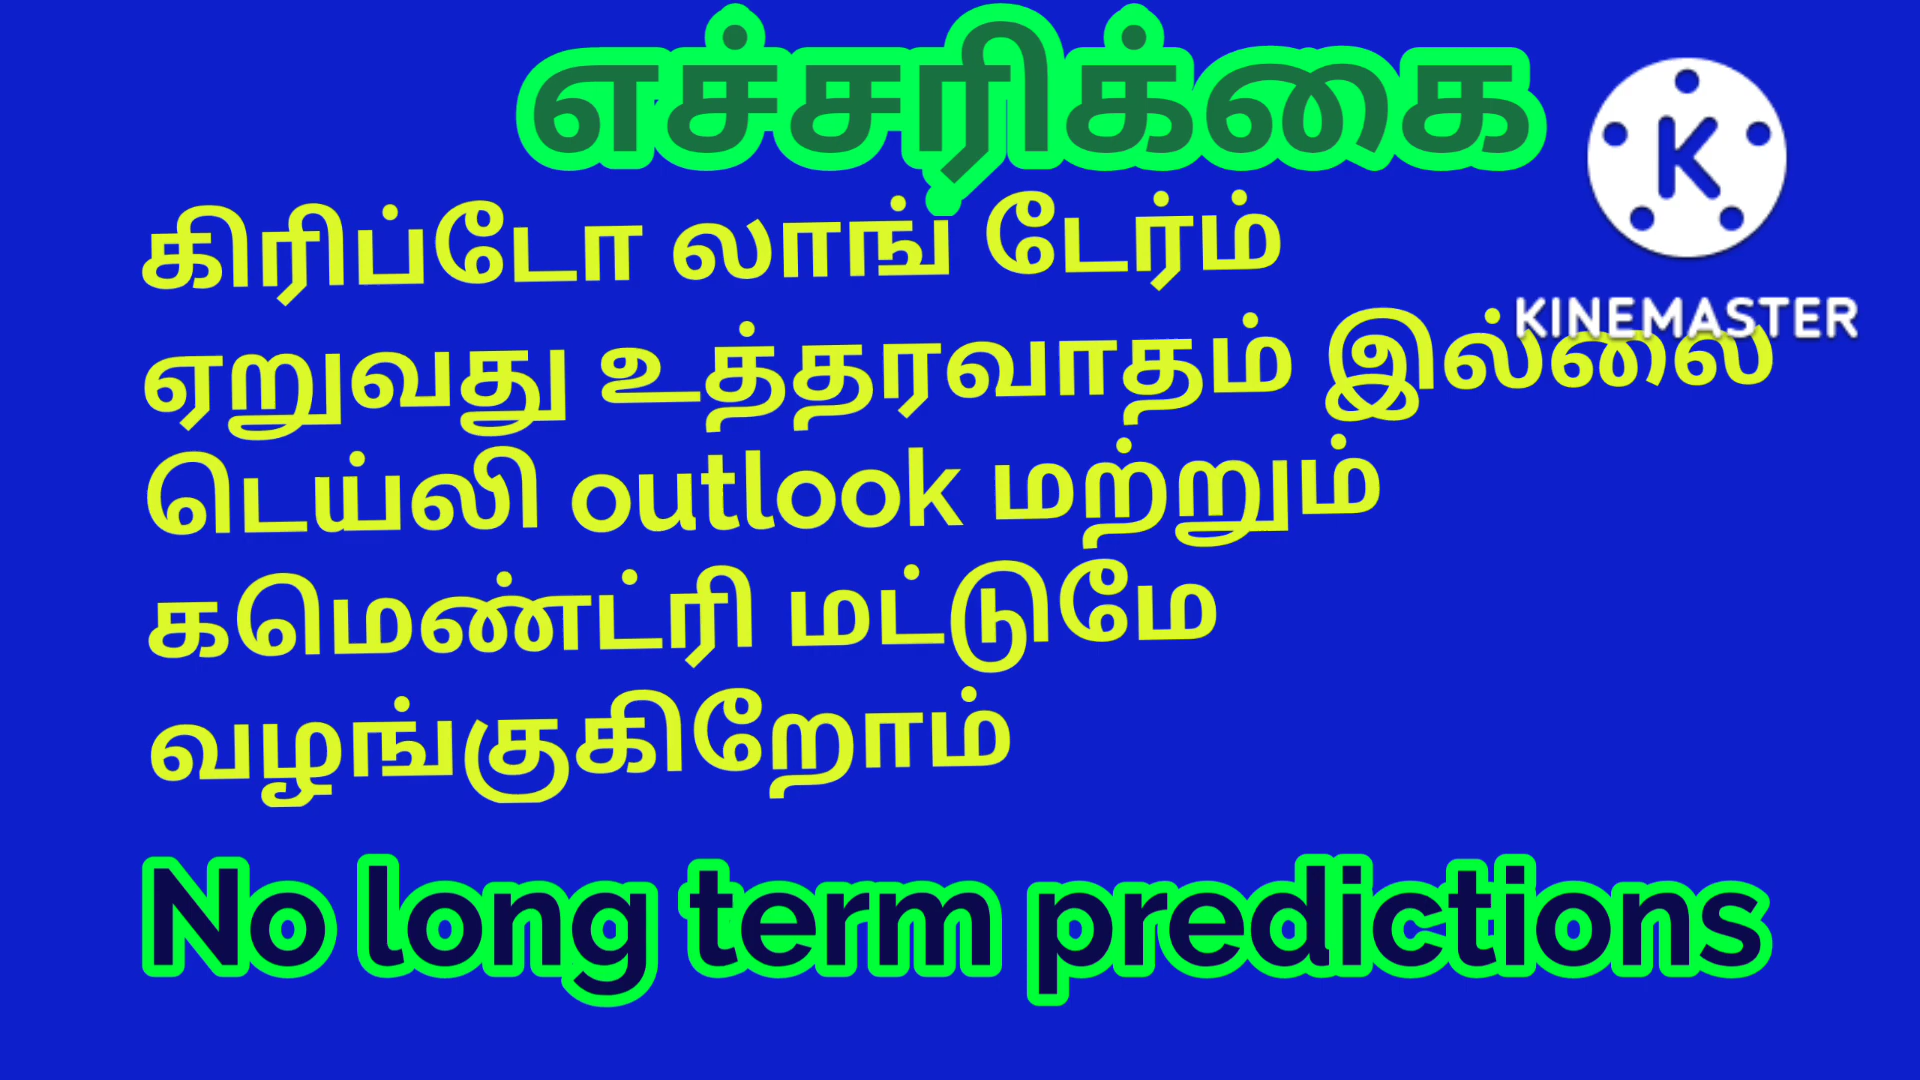 எச்சரிக்கை
K
KINEMASTER
கிரிப்டோ லாங் டேர்ம்
ஏறுவது உத்தரவாதம் இல்லை
டெய்லி outlook மற்றும்
கமெண்ட்ரி மட்டுமே
வழங்குகிறோம்
No long term predictions